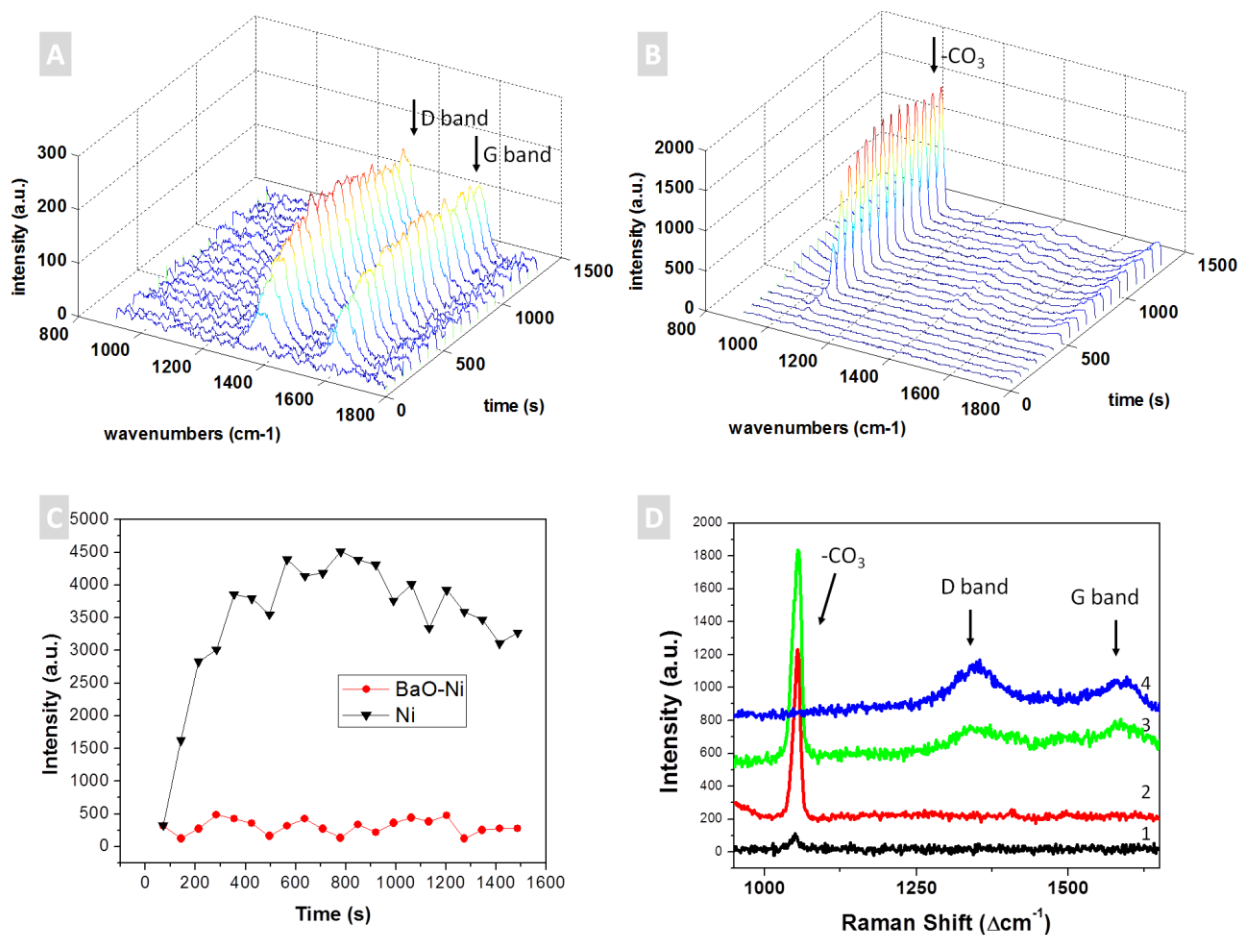 A
D band
G band
300
200
100
0
intensity (a.u.)
800
1000
1200
1400
1600
1800
wavenumbers (cm-1)
0
500
1000
1500
time (s)
B
-CO₃
2000
1500
1000
500
0
intensity (a.u.)
800
1000
1200
1400
1600
1800
wavenumbers (cm-1)
0
500
1000
1500
time (s)
C
5000
4500
4000
3500
3000
2500
2000
1500
1000
500
0
Intensity (a.u.)
BaO-Ni
Ni
0 200 400 600 800 1000 1200 1400 1600
Time (s)
D
2000
1800
1600
1400
1200
1000
800
600
400
200
0
Intensity (a.u.)
-CO₃
D band
G band
4
3
2
1
1000 1250 1500
Raman Shift (Δcm⁻¹)